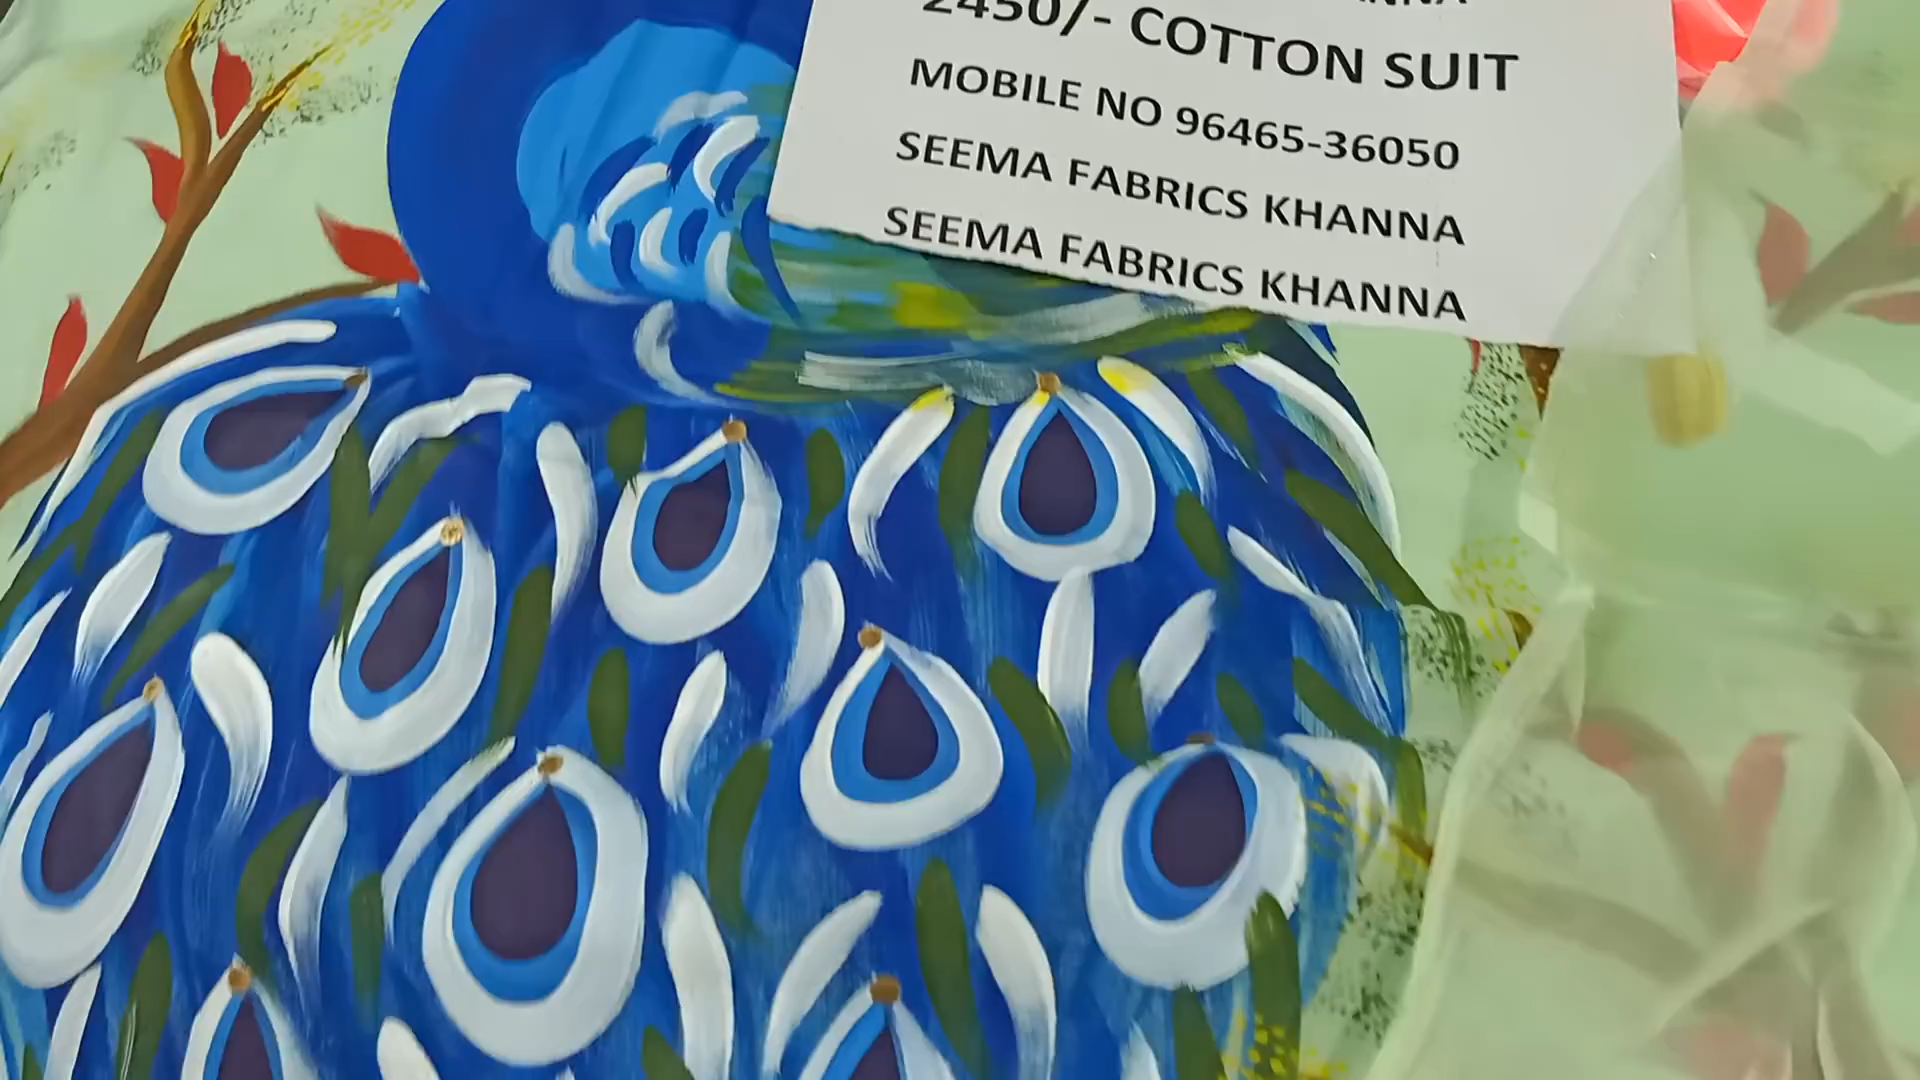 2450/- COTTON SUIT
MOBILE NO 96465-36050
SEEMA FABRICS KHANNA
SEEMA FABRICS KHANNA